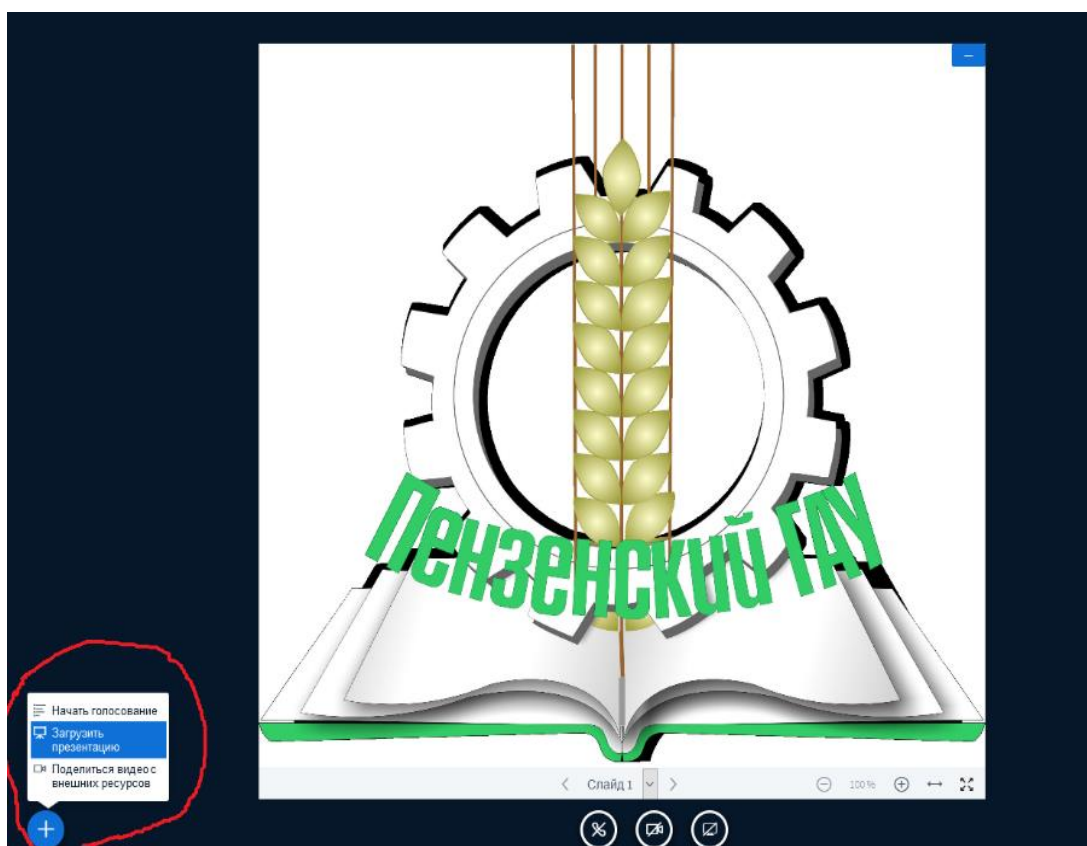 Пензенский ГАУ
Начать голосование
Загрузить
презентацию
Поделиться видео с
внешних ресурсов
Слайд 1
100 %